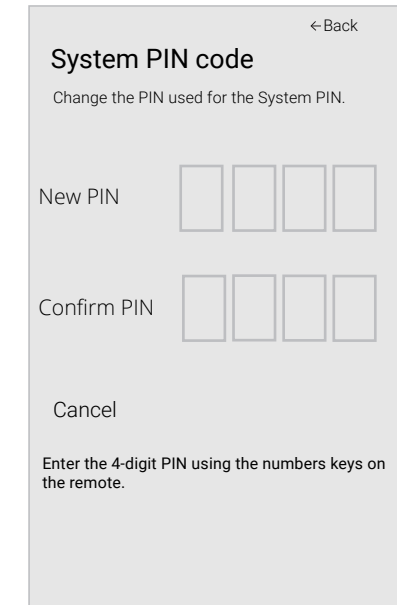 ←Back
System PIN code
Change the PIN used for the System PIN.
New PIN
Confirm PIN
Cancel
Enter the 4-digit PIN using the numbers keys on
the remote.